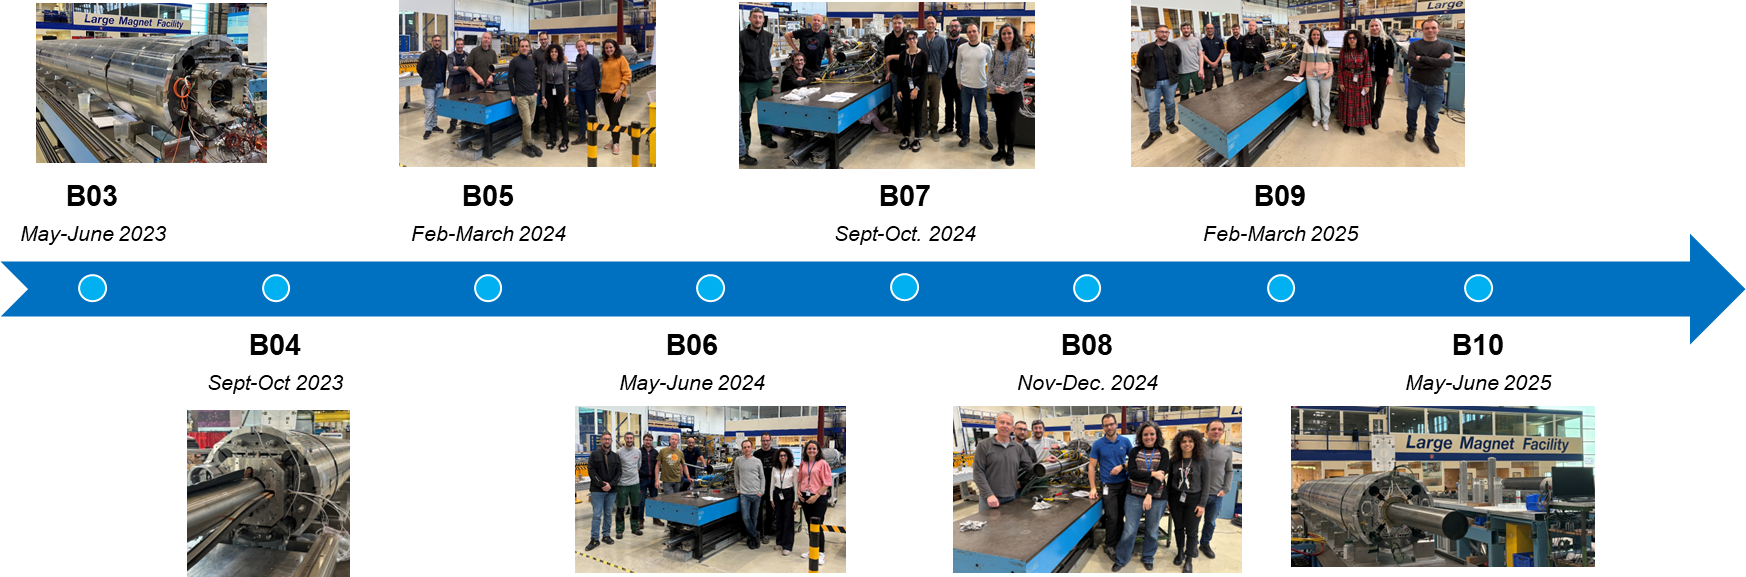 Large Magnet Facility
Large
B03
May-June 2023
B05
Feb-March 2024
B07
Sept-Oct. 2024
B09
Feb-March 2025
B04
Sept-Oct 2023
B06
May-June 2024
B08
Nov-Dec. 2024
B10
May-June 2025
La
Large Magnet Facility